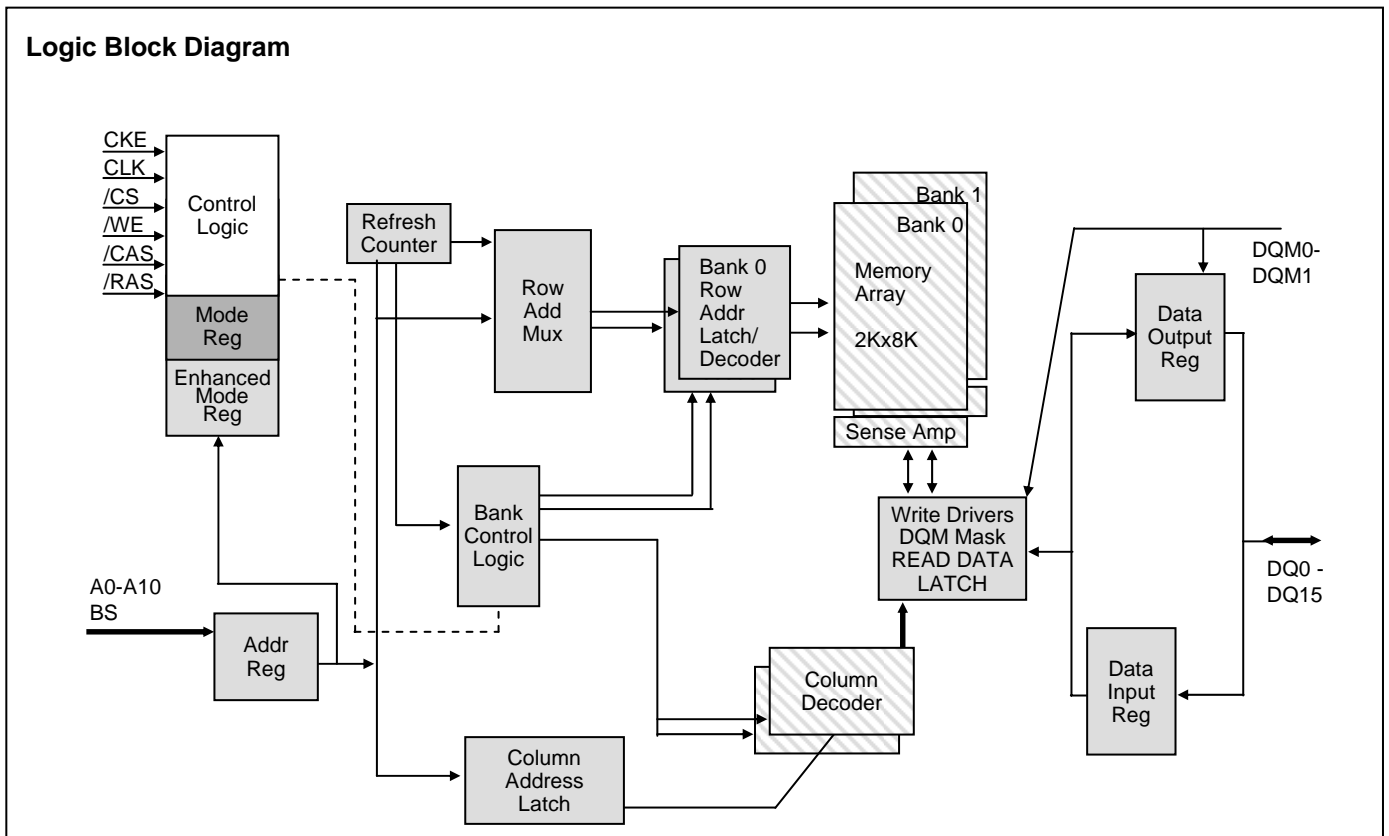 Logic Block Diagram
CKE
CLK
/CS
/WE
/CAS
/RAS
Control
Logic
Mode
Reg
Enhanced
Mode
Reg
Refresh
Counter
Row
Add
Mux
Bank 0
Row
Addr
Latch/
Decoder
Bank 1
Bank 0
Memory
Array
2Kx8K
Sense Amp
DQM0-
DQM1
Data
Output
Reg
Bank
Control
Logic
Write Drivers
DQM Mask
READ DATA
LATCH
DQ0 -
DQ15
A0-A10
BS
Addr
Reg
Column
Decoder
Data
Input
Reg
Column
Address
Latch